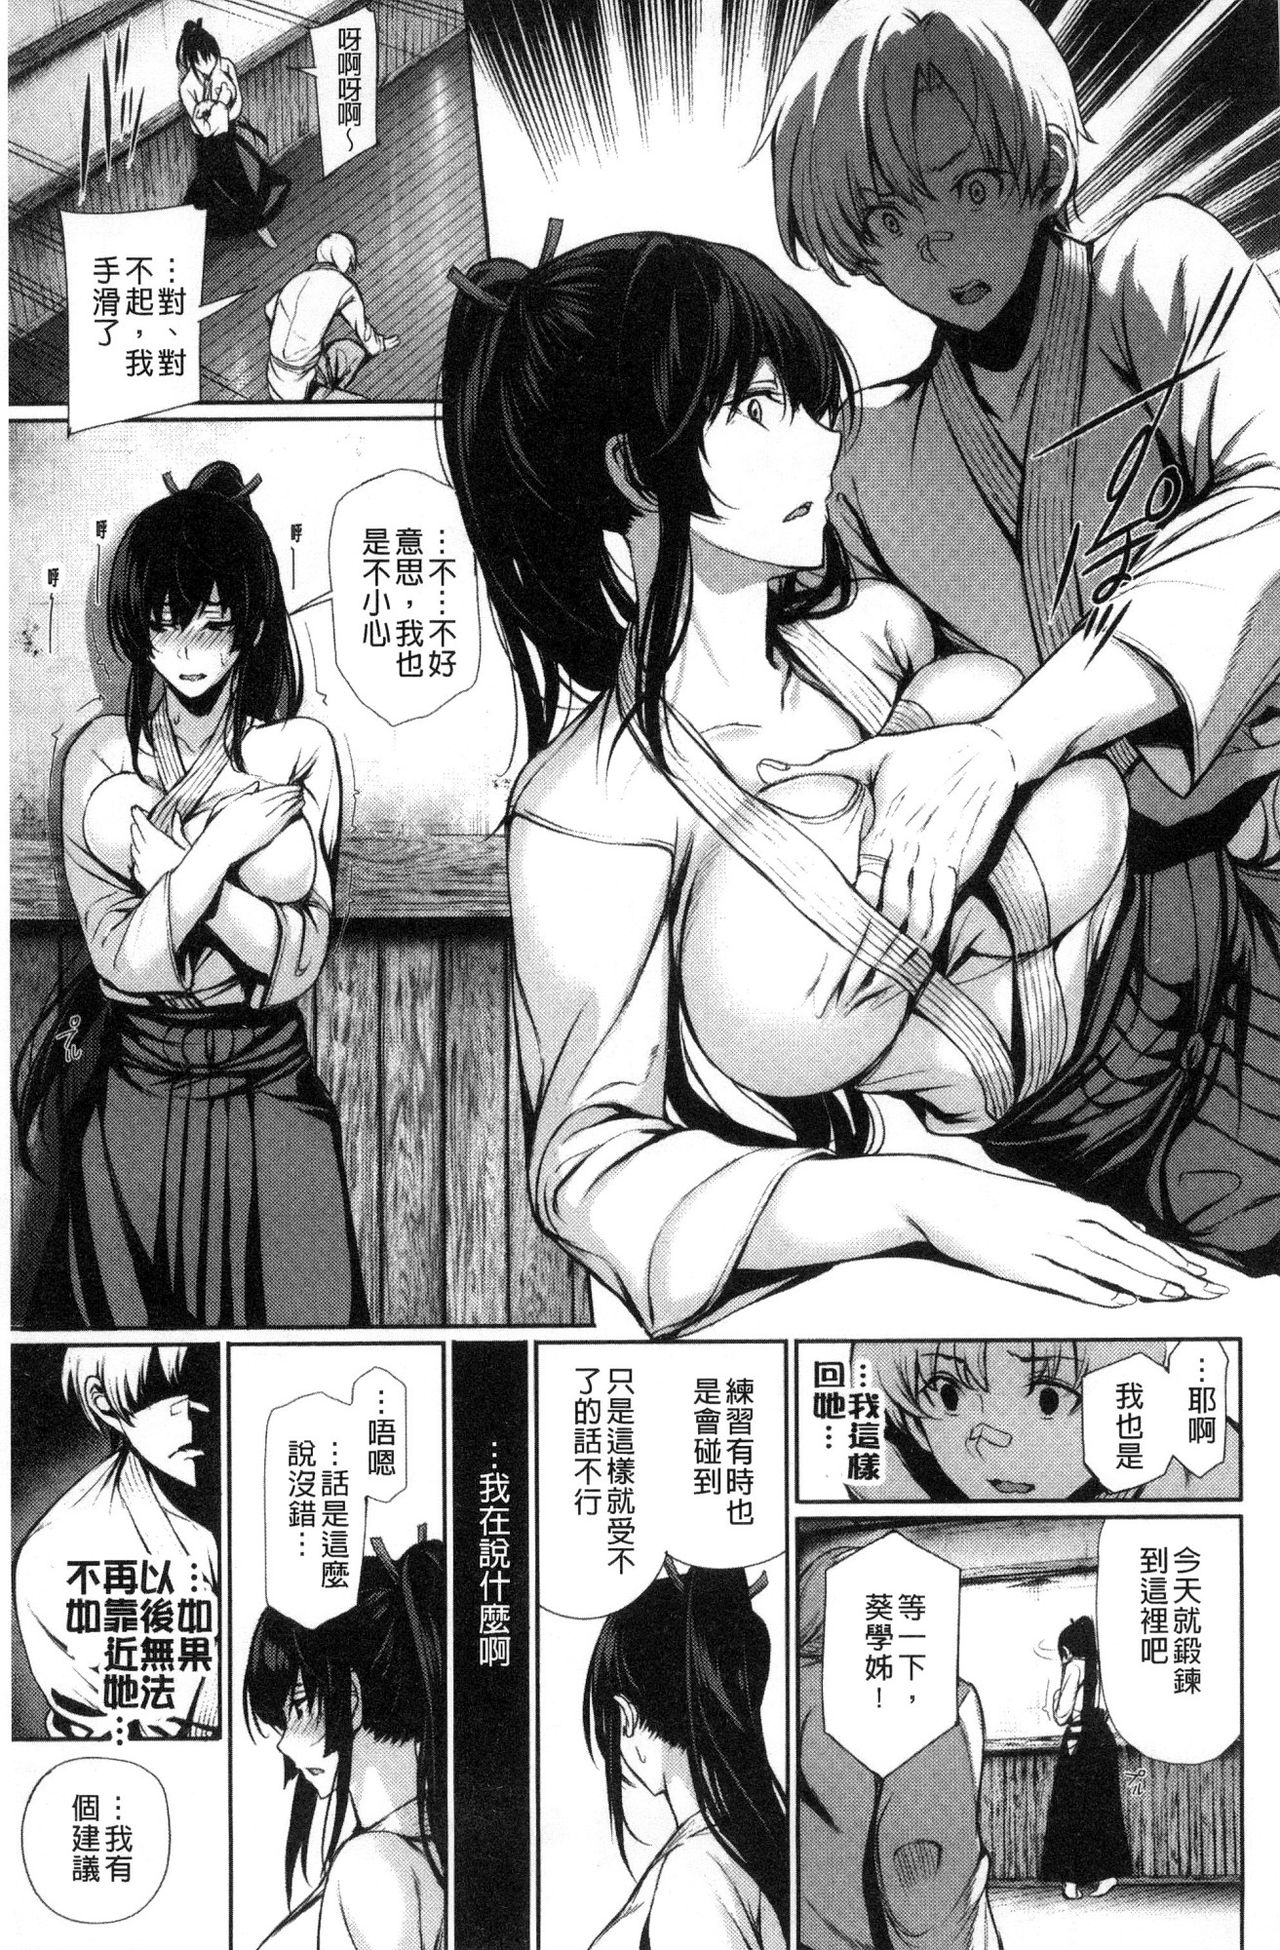 ぽ
呀啊呀啊~
…對、對
不起，我
手滑了
…不…不好
意思，我也
是不小心
呼~
呼~
呼~
プル
…耶啊
我也是
…我這樣
回她…
今天就鍛鍊
到這裡吧
等一下，
葵學姊！
練習有時也
是會碰到
只是這樣就受不
了的話不行
…我在說什麼啊
…唔嗯
…話是這麼
說沒錯…
…如果
以後無法
再靠近她…
不如
…我有
個建議